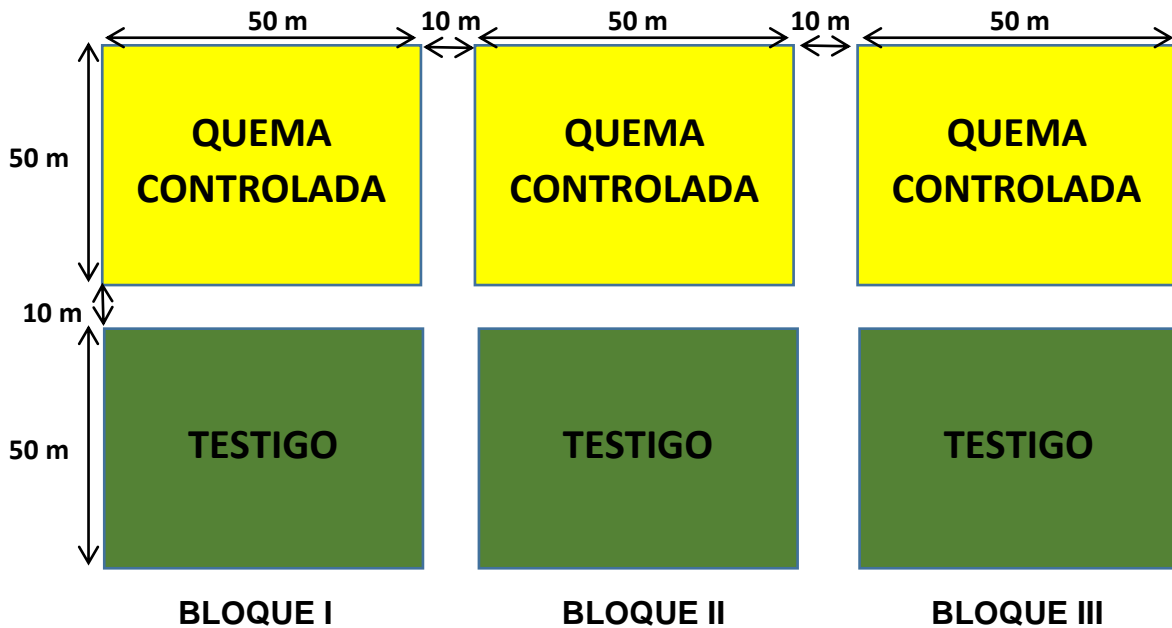 50 m 10 m 50 m 10 m 50 m
QUEMA CONTROLADA
QUEMA CONTROLADA
QUEMA CONTROLADA
50 m
10 m
50 m
TESTIGO TESTIGO TESTIGO
BLOQUE I BLOQUE II BLOQUE III